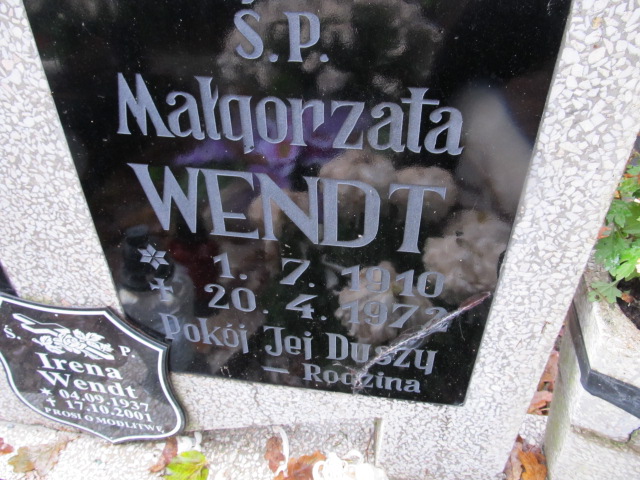 Ś.P.
Małgorzata
WENDT
* 1. 7. 1910
+ 20. 4. 1972
Pokój Jej Duszy
– Rodzina
Ś. P.
Irena
Wendt
* 04.09.1937
+ 17.10.2001
PROSI O MODLITWĘ